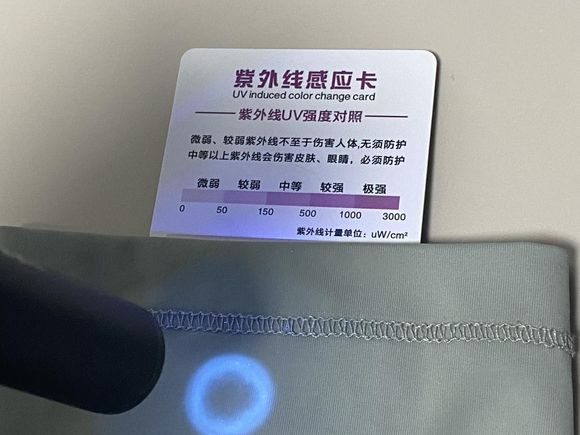 紫外线感应卡
UV induced color change card
紫外线UV强度对照
微弱、较弱紫外线不至于伤害人体,无须防护
中等以上紫外线会伤害皮肤、眼睛，必须防护
微弱 较弱 中等 较强 极强
0 50 150 500 1000 3000
紫外线计量单位: uW/cm²